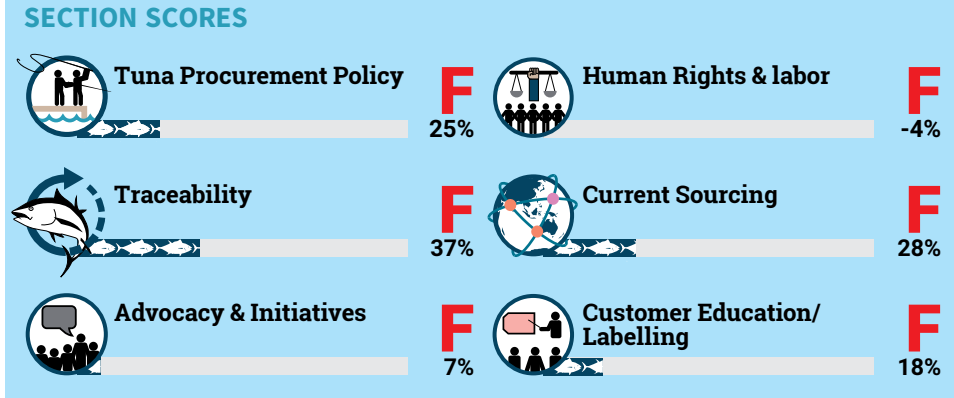 SECTION SCORES
Tuna Procurement Policy
F
25%
Human Rights & labor
F
-4%
Traceability
F
37%
Current Sourcing
F
28%
Advocacy & Initiatives
F
7%
Customer Education/
Labelling
F
18%